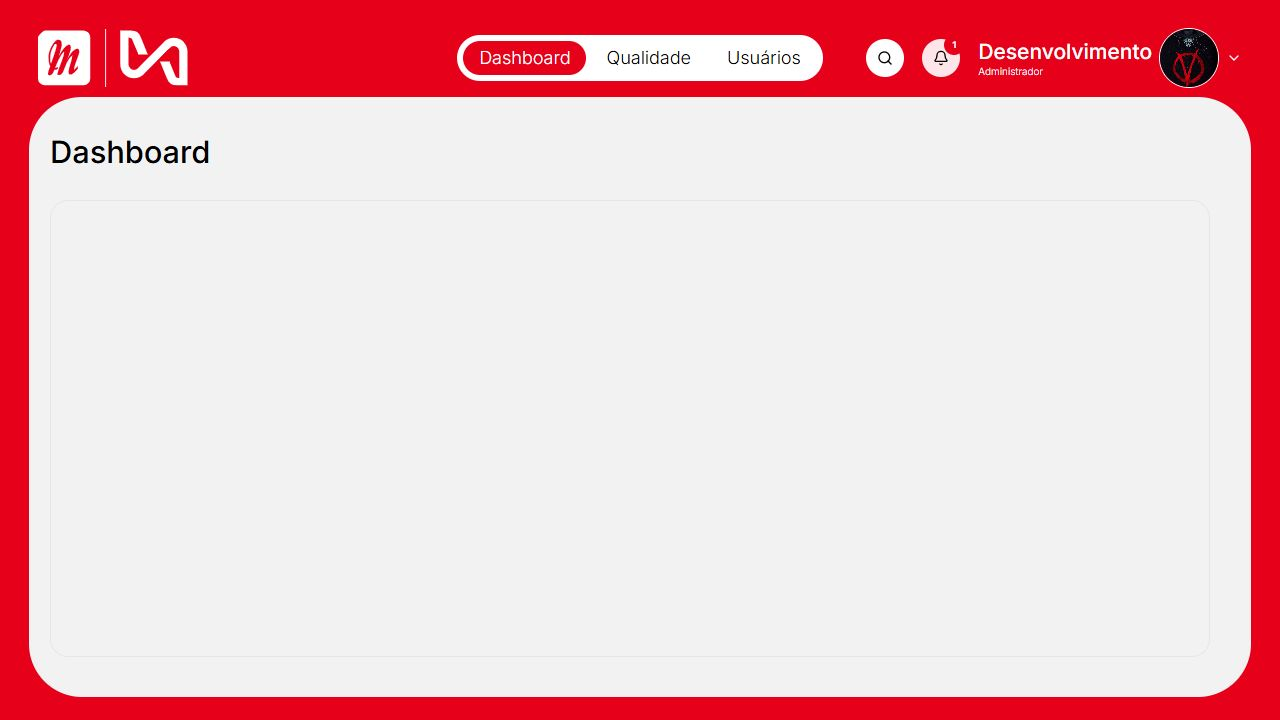 m
Dashboard
Qualidade
Usuários
1
Desenvolvimento
Administrador
Dashboard